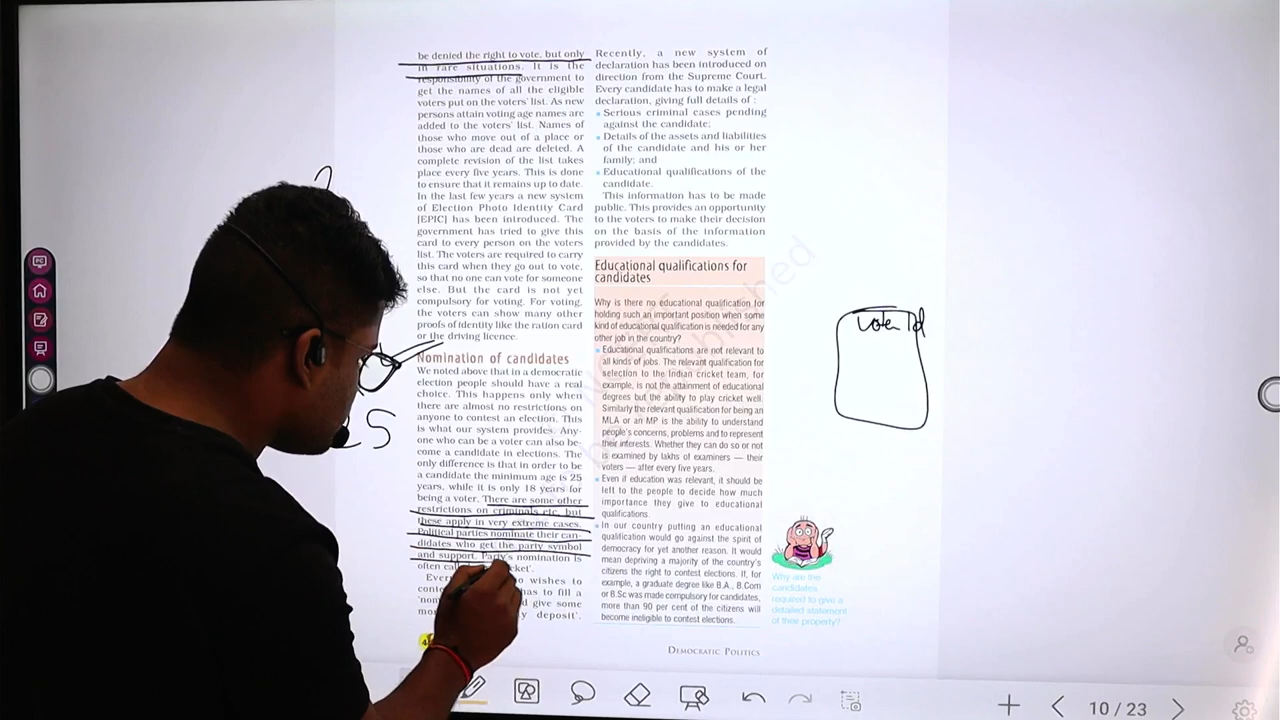 be denied the right to vote, but only
in rare situations. It is the
responsibility of the government to
get the names of all the eligible
voters put on the voters' list. As new
persons attain voting age names are
added to the voters' list. Names of
those who move out of a place or
those who are dead are deleted. A
complete revision of the list takes
place every five years. This is done
to ensure that it remains up to date.
In the last few years a new system
of Election Photo Identity Card
[EPIC] has been introduced. The
government has tried to give this
card to every person on the voters
list. The voters are required to carry
this card when they go out to vote,
so that no one can vote for someone
else. But the card is not yet
compulsory for voting. For voting,
the voters can show many other
proofs of identity like the ration card
or the driving licence.
Nomination of candidates
We noted above that in a democratic
election people should have a real
choice. This happens only when
there are almost no restrictions on
anyone to contest an election. This
is what our system provides. Any-
one who can be a voter can also be-
come a candidate in elections. The
only difference is that in order to be
a candidate the minimum age is 25
years, while it is only 18 years for
being a voter. There are some other
restrictions on criminals etc. but
these apply in very extreme cases.
Political parties nominate their can-
didates who get the party symbol
and support. Party's nomination is
often
wishes to
has to fill a
give some
deposit'.
Recently, a new system of
declaration has been introduced on
direction from the Supreme Court.
Every candidate has to make a legal
declaration, giving full details of :
Serious criminal cases pending
against the candidate;
Details of the assets and liabilities
of the candidate and his or her
family; and
Educational qualifications of the
candidate.
This information has to be made
public. This provides an opportunity
to the voters to make their decision
on the basis of the information
provided by the candidates.
Educational qualifications for
candidates
Why is there no educational qualification for
holding such an important position when some
kind of educational qualification is needed for any
other job in the country?
Educational qualifications are not relevant to
all kinds of jobs. The relevant qualification for
selection to the Indian cricket team, for
example, is not the attainment of educational
degrees but the ability to play cricket well.
Similarly the relevant qualification for being an
MLA or an MP is the ability to understand
people's concerns, problems and to represent
their interests. Whether they can do so or not
is examined by lakhs of examiners — their
voters — after every five years.
Even if education was relevant, it should be
left to the people to decide how much
importance they give to educational
qualifications.
In our country putting an educational
qualification would go against the spirit of
democracy for yet another reason. It would
mean depriving a majority of the country's
citizens the right to contest elections. If, for
example, a graduate degree like B.A., B.Com
or B.Sc was made compulsory for candidates,
more than 90 per cent of the citizens will
become ineligible to contest elections.
Voter Id
Why are the
candidates
required to give a
detailed statement
of their property?
DEMOCRATIC POLITICS
10 / 23